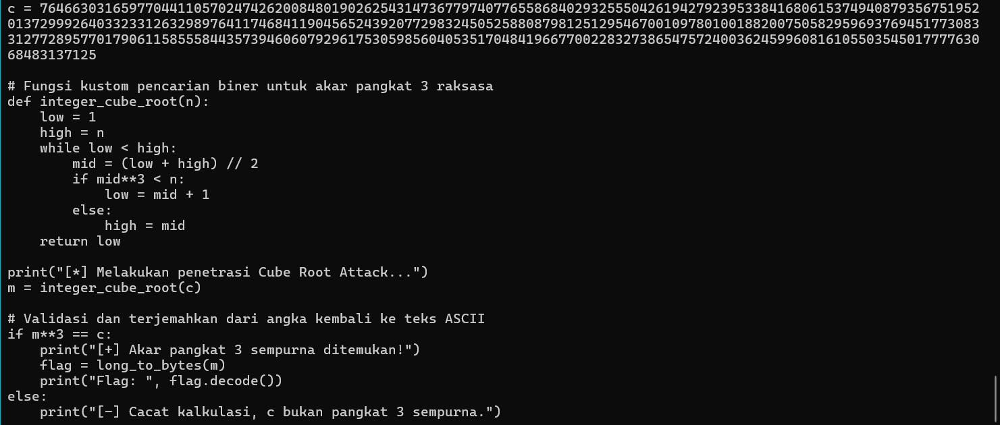 c = 764663031659770441105702474262008480190262543147367797407765586840293255504261942792395338416806153749408793567519​52
013729992640332331263298976411746841190456524392077298324505258808798125129546700109780100188200750582959693769451773083
312772895770179061158555844357394606079296175305985604053517048419667700228327386547572400362459960816105503545017777630
68483137125
# Fungsi kustom pencarian biner untuk akar pangkat 3 raksasa
def integer_cube_root(n):
    low = 1
    high = n
    while low < high:
        mid = (low + high) // 2
        if mid**3 < n:
            low = mid + 1
        else:
            high = mid
    return low
print("[*] Melakukan penetrasi Cube Root Attack...")
m = integer_cube_root(c)
# Validasi dan terjemahkan dari angka kembali ke teks ASCII
if m**3 == c:
    print("[+] Akar pangkat 3 sempurna ditemukan!")
    flag = long_to_bytes(m)
    print("Flag: ", flag.decode())
else:
    print("[-] Cacat kalkulasi, c bukan pangkat 3 sempurna.")